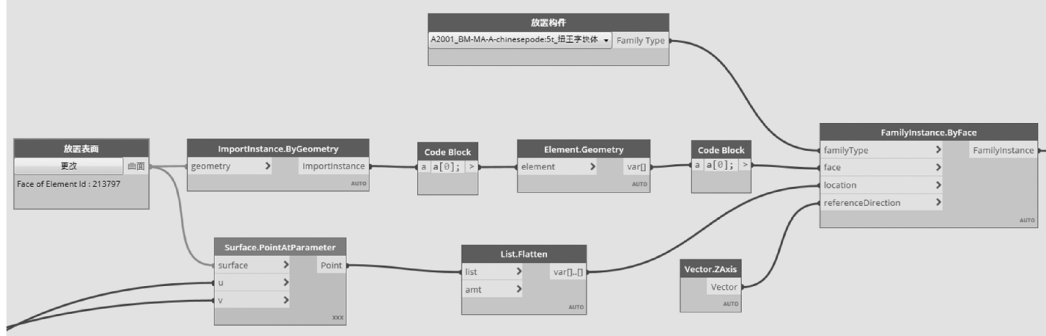 放置构件
A2001_BM-MA-A-chinesepode:5t_扭王字块体
Family Type
放置表面
更改
曲面
Face of Element Id : 213797
ImportInstance.ByGeometry
geometry
>
ImportInstance
AUTO
Code Block
a
a[0];
>
Element.Geometry
element
>
var[]
AUTO
Code Block
a
a[0];
>
FamilyInstance.ByFace
familyType
>
FamilyInstance
face
>
location
>
referenceDirection
>
AUTO
Surface.PointAtParameter
surface
>
Point
u
>
v
>
XXX
List.Flatten
list
>
var[]..[]
amt
>
AUTO
Vector.ZAxis
Vector
AUTO